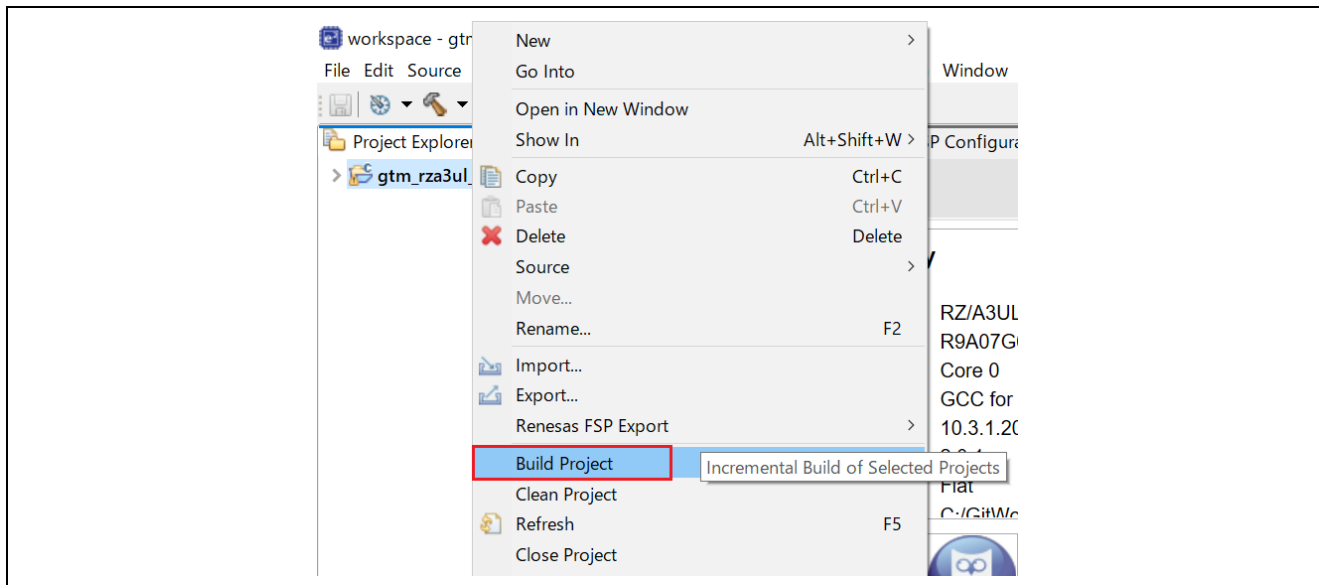 workspace - gtm
File Edit Source
Window
Project Explorer
P Configura
gtm_rza3ul_
New
Go Into
Open in New Window
Show In Alt+Shift+W
Copy Ctrl+C
Paste Ctrl+V
Delete Delete
Source
Move...
Rename... F2
Import...
Export...
Renesas FSP Export
Build Project
Incremental Build of Selected Projects
Clean Project
Refresh F5
Close Project
y
RZ/A3UL
R9A07G
Core 0
GCC for
10.3.1.20
Flat
C:/GitWo